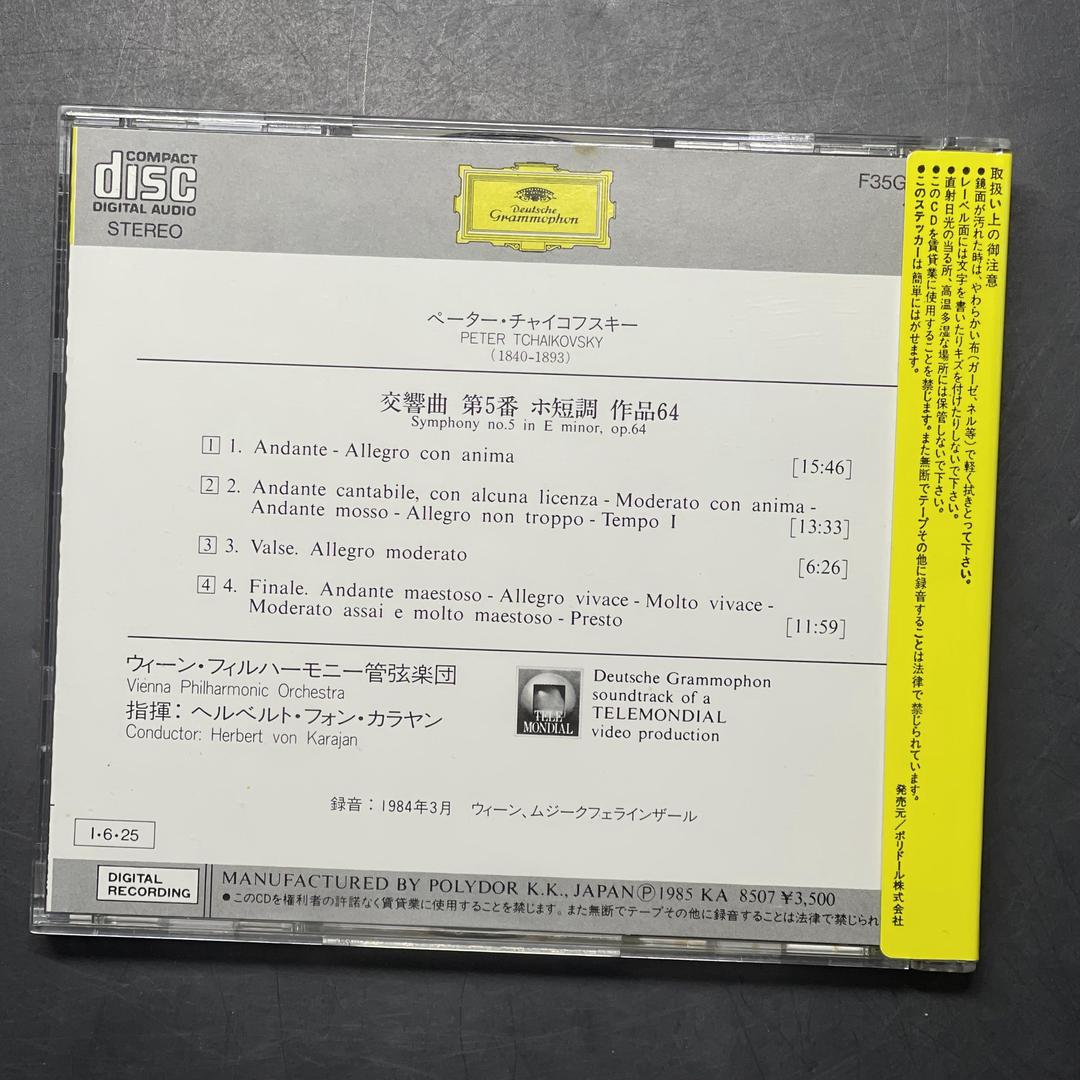 COMPACT
disc
DIGITAL AUDIO
STEREO
Deutsche
Grammophon
F35G
ペーター・チャイコフスキー
PETER TCHAIKOVSKY
(1840-1893)
交響曲 第5番 ホ短調 作品64
Symphony no.5 in E minor, op.64
1 1. Andante - Allegro con anima [15:46]
2 2. Andante cantabile, con alcuna licenza - Moderato con anima -
Andante mosso - Allegro non troppo - Tempo I [13:33]
3 3. Valse. Allegro moderato [6:26]
4 4. Finale. Andante maestoso - Allegro vivace - Molto vivace -
Moderato assai e molto maestoso - Presto [11:59]
ウィーン・フィルハーモニー管弦楽団
Vienna Philharmonic Orchestra
指揮：ヘルベルト・フォン・カラヤン
Conductor: Herbert von Karajan
TELE
MONDIAL
Deutsche Grammophon
soundtrack of a
TELEMONDIAL
video production
録音：1984年3月 ウィーン、ムジークフェラインザール
I・6・25
DIGITAL
RECORDING
MANUFACTURED BY POLYDOR K.K., JAPAN Ⓟ1985 KA 8507 ¥3,500
●このCDを権利者の許諾なく賃貸業に使用することを禁じます。また無断でテープその他に録音することは法律で禁じられ
取扱い上の御注意
●鏡面が汚れた時は、やわらかい布(ガーゼ、ネル等)で軽く拭きとって下さい。
●レーベル面には文字を書いたりキズを付けたりしないで下さい。
●直射日光の当る所、高温多湿な場所には保管しないで下さい。
●このCDを賃貸業に使用することを禁じます。また無断でテープその他に録音することは法律で禁じられています。
●このステッカーは簡単にはがせます。
発売元／ポリドール株式会社